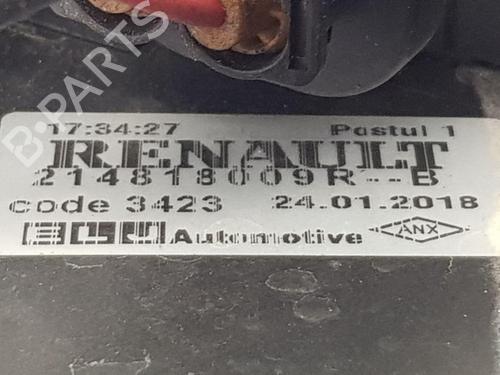 B-PARTS
17:34:27 Postul 1
RENAULT
214818009R--B
code 3423 24.01.2018
Automotive ANX